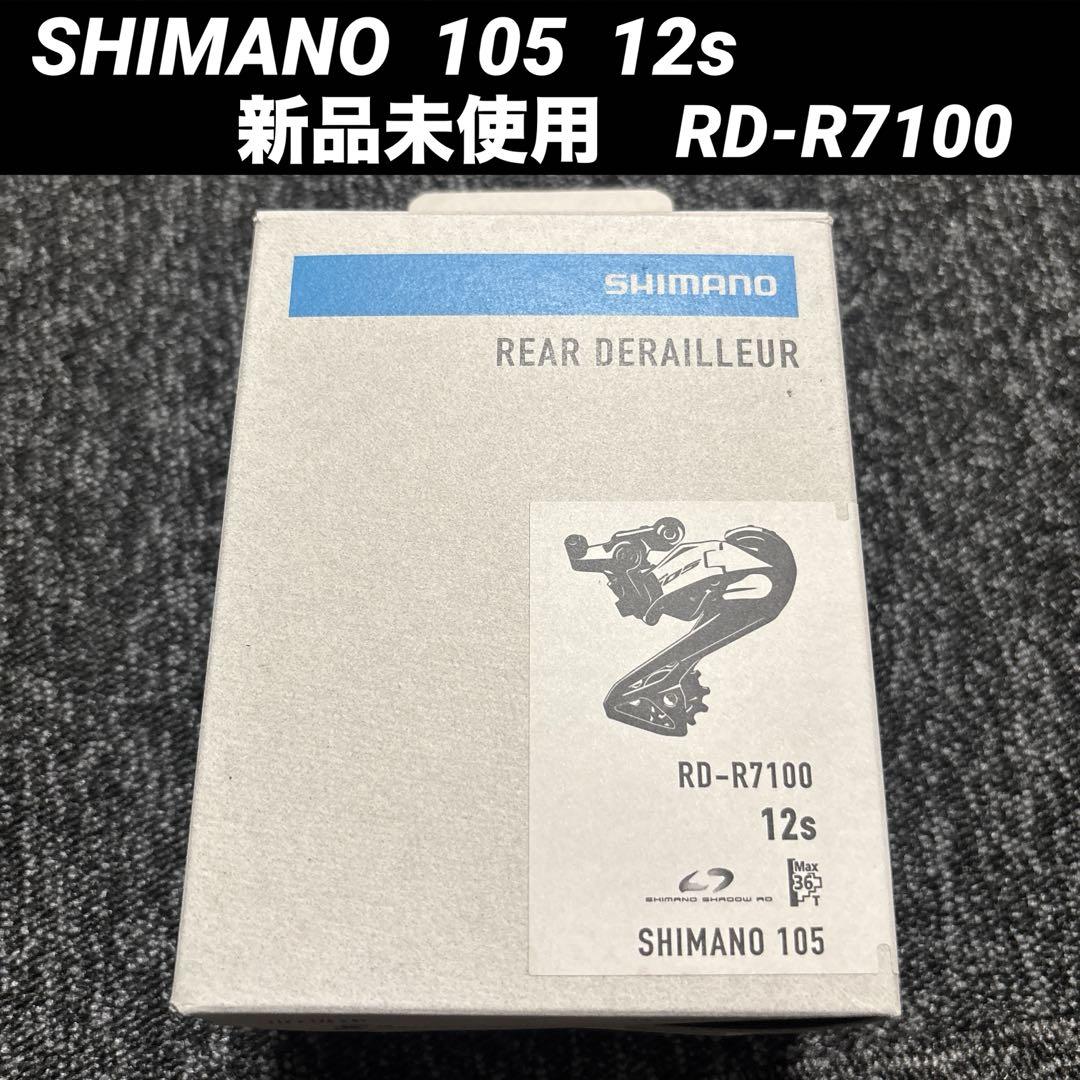 SHIMANO 105 12s
新品未使用 RD-R7100
SHIMANO
REAR DERAILLEUR
105
RD-R7100
12s
SHIMANO SHADOW RD
Max
36
T
SHIMANO 105